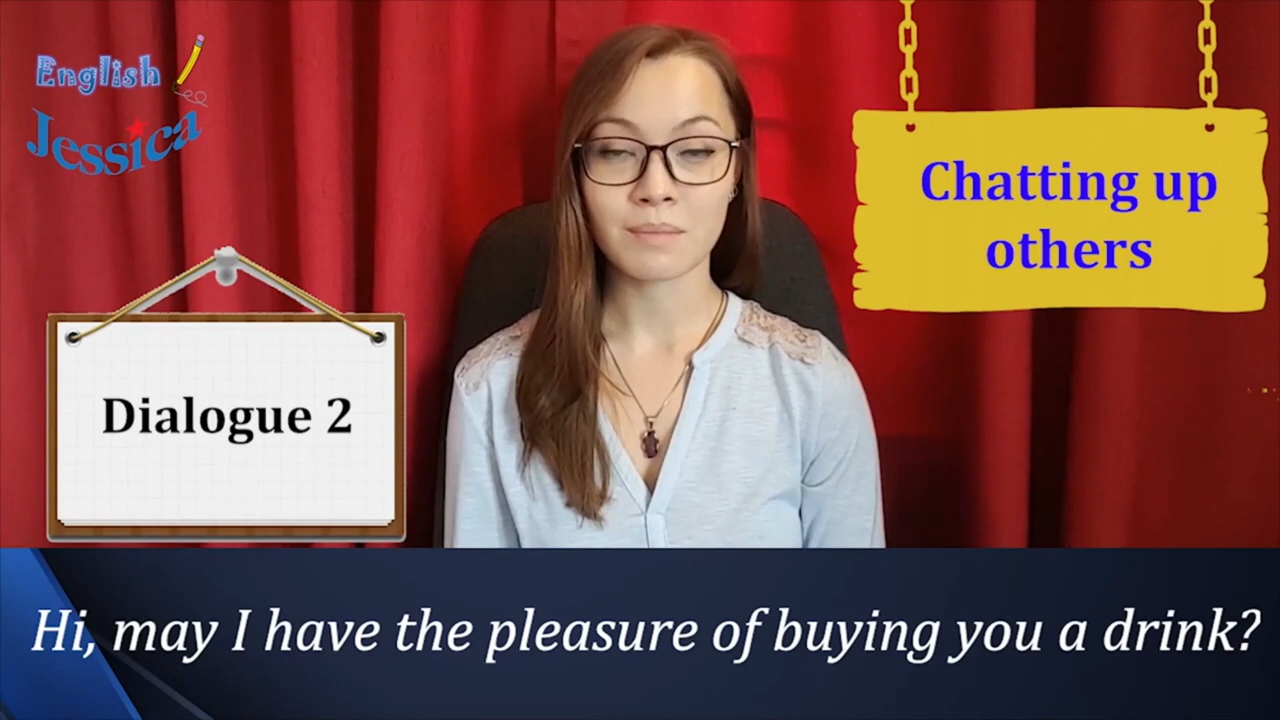 English
Jessica
Chatting up
others
Dialogue 2
Hi, may I have the pleasure of buying you a drink?